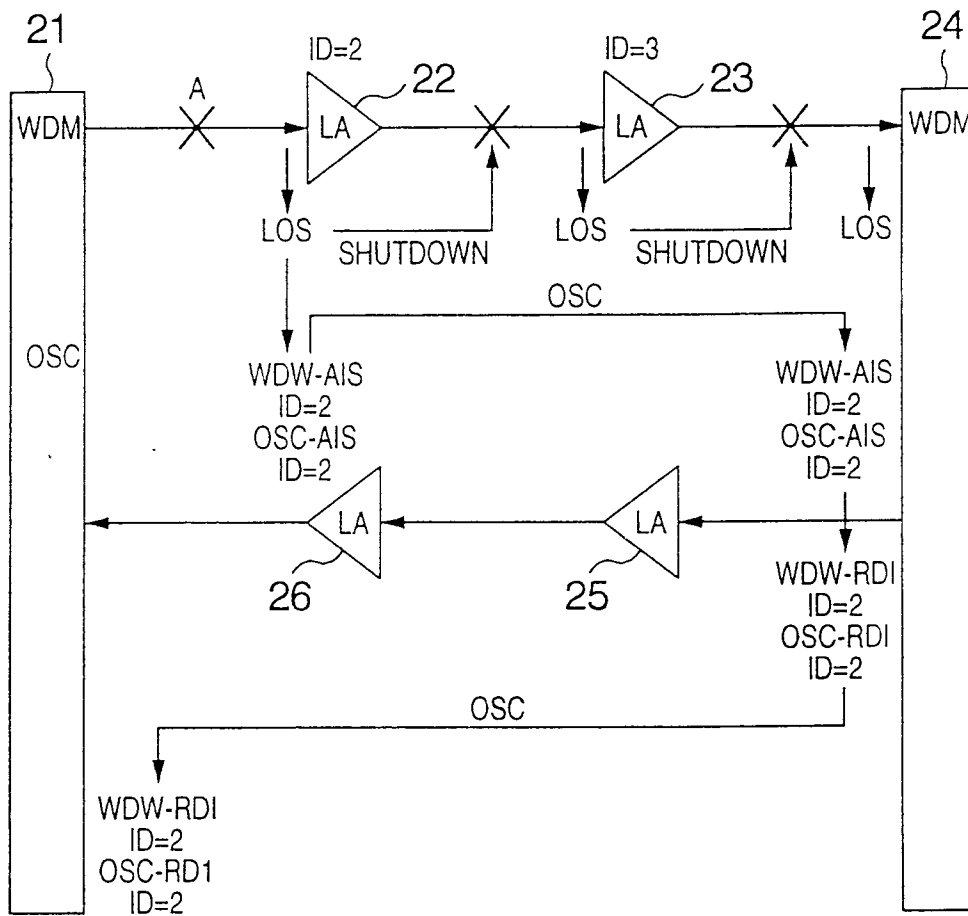 21
24
ID=2
ID=3
A
22
23
WDM
LA
LA
WDM
LOS
LOS
LOS
SHUTDOWN
SHUTDOWN
OSC
OSC
WDW-AIS
ID=2
OSC-AIS
ID=2
WDW-AIS
ID=2
OSC-AIS
ID=2
LA
LA
26
25
WDW-RDI
ID=2
OSC-RDI
ID=2
OSC
WDW-RDI
ID=2
OSC-RD1
ID=2